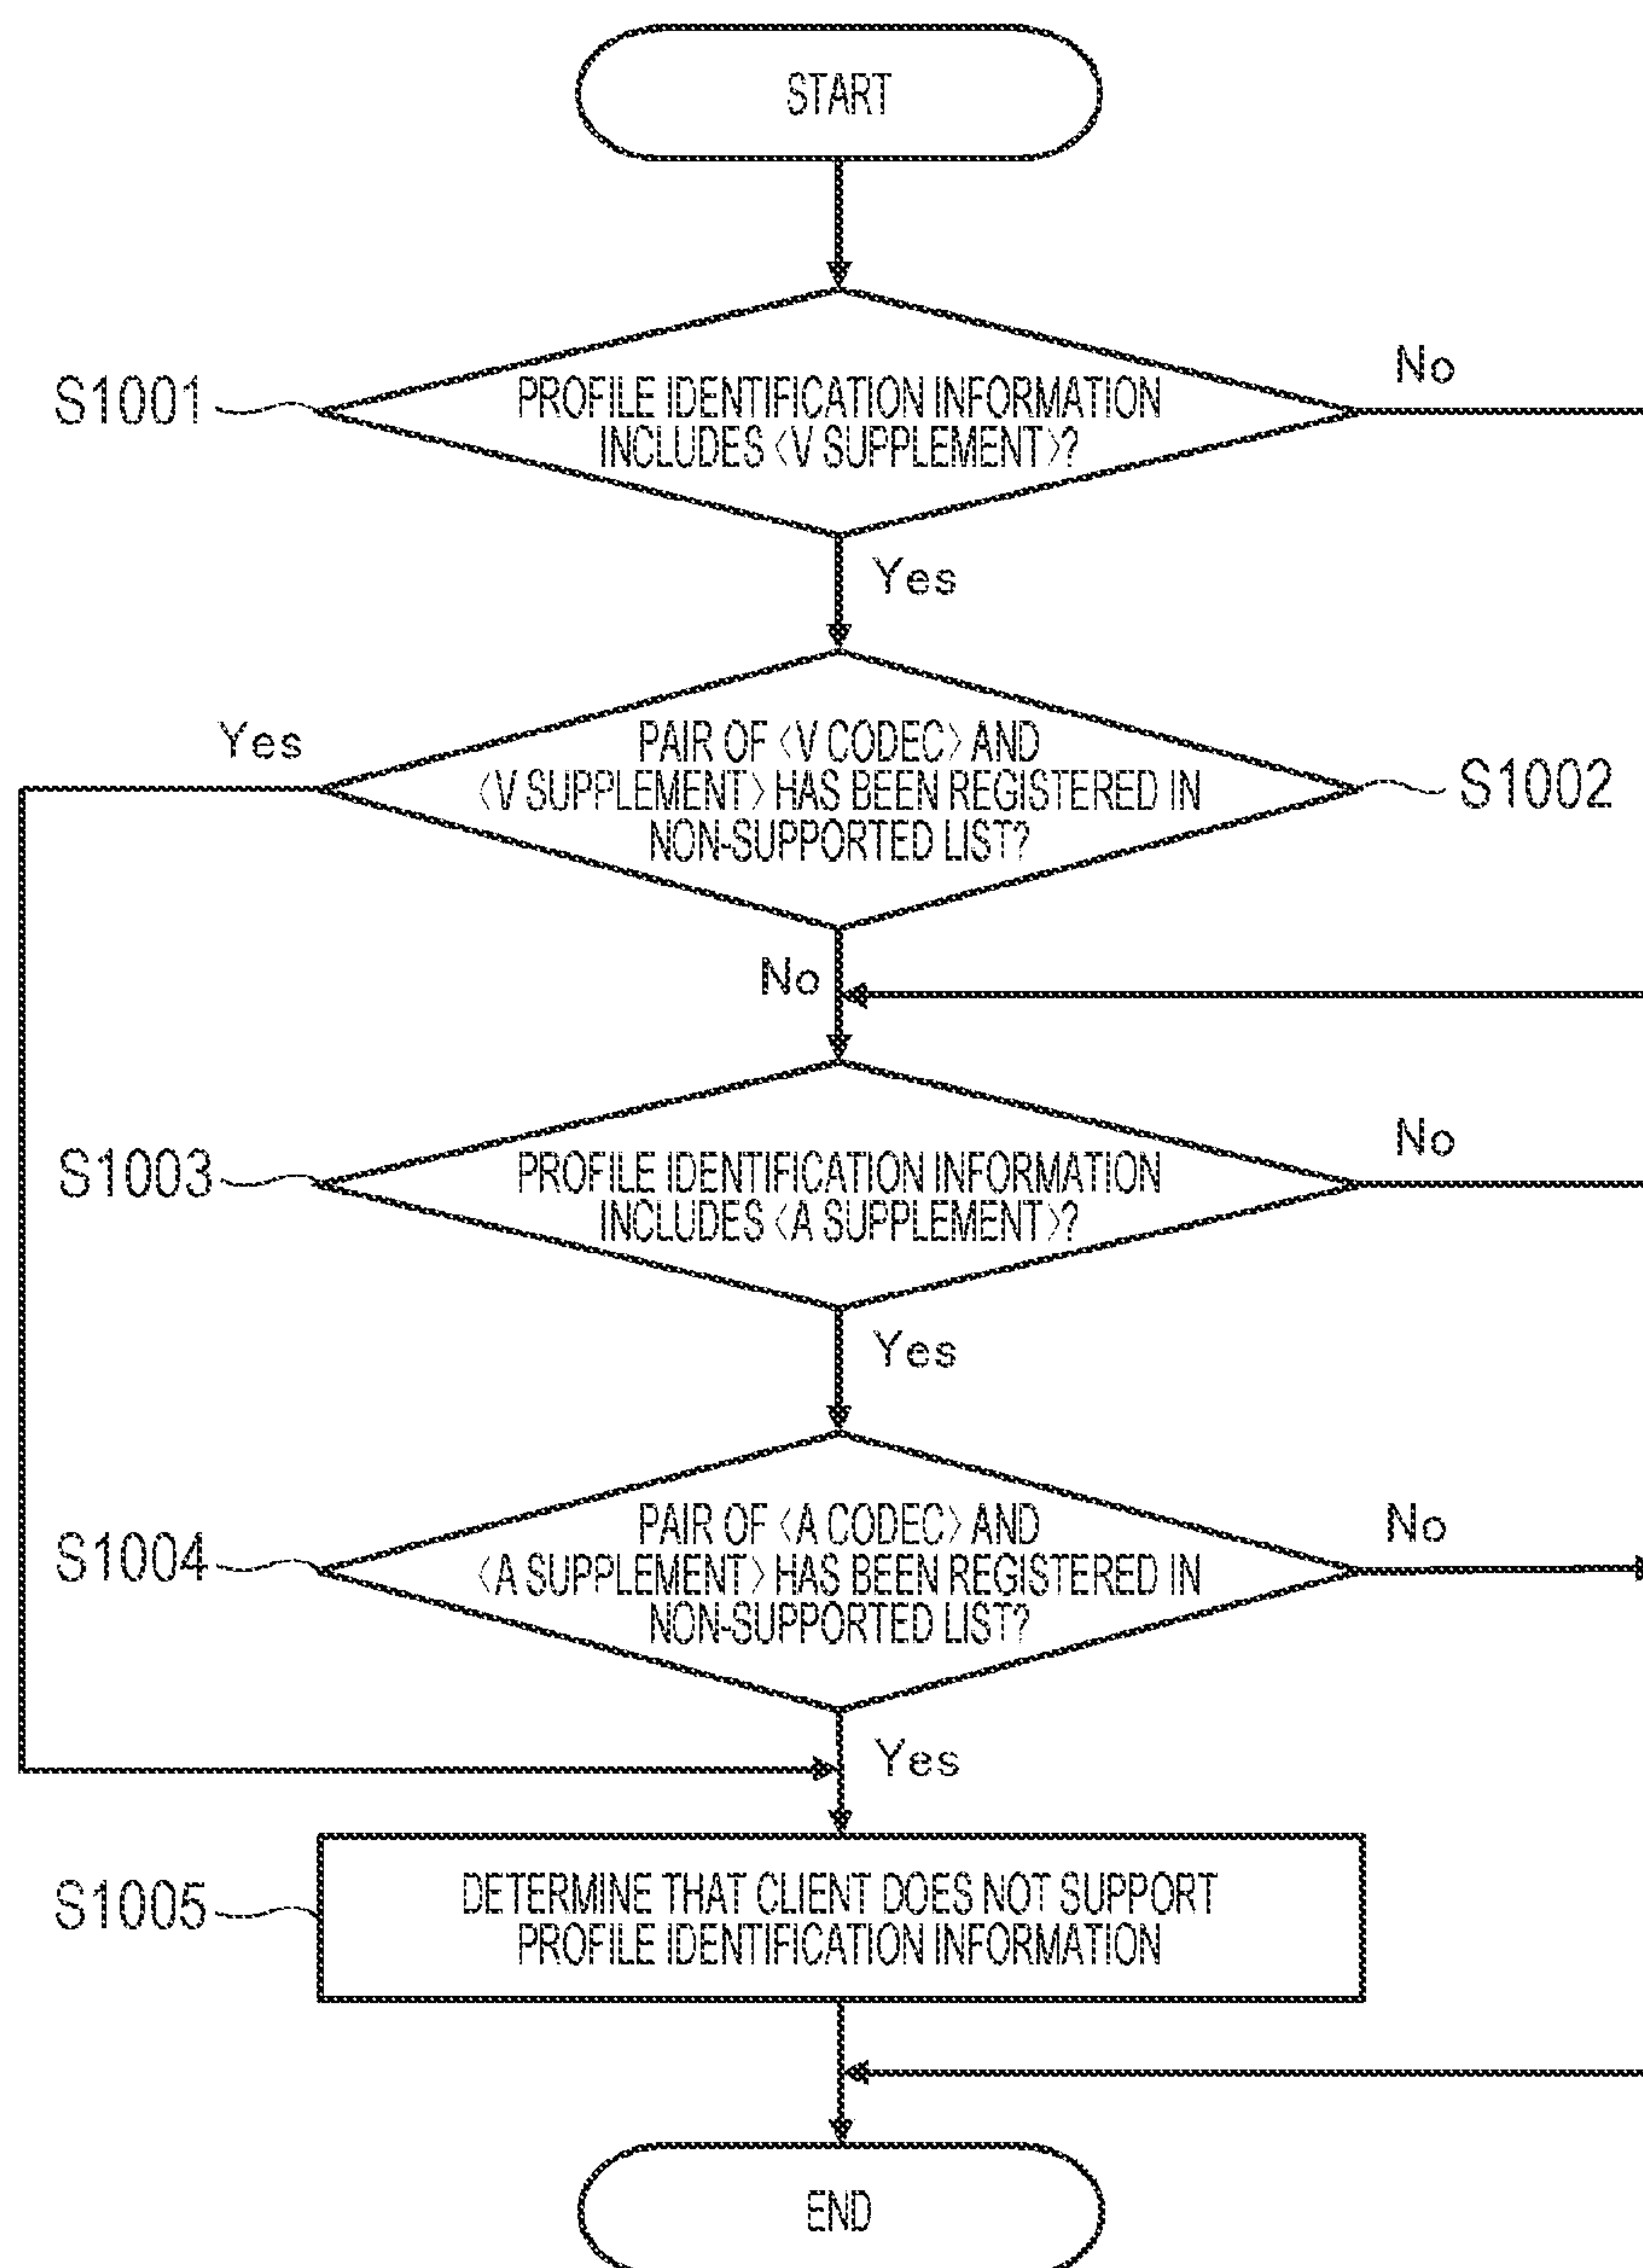 START
S1001
PROFILE IDENTIFICATION INFORMATION
INCLUDES <V SUPPLEMENT>?
No
Yes
Yes
PAIR OF <V CODEC> AND
<V SUPPLEMENT> HAS BEEN REGISTERED IN
NON-SUPPORTED LIST?
S1002
No
S1003
PROFILE IDENTIFICATION INFORMATION
INCLUDES <A SUPPLEMENT>?
No
Yes
S1004
PAIR OF <A CODEC> AND
<A SUPPLEMENT> HAS BEEN REGISTERED IN
NON-SUPPORTED LIST?
No
Yes
S1005
DETERMINE THAT CLIENT DOES NOT SUPPORT
PROFILE IDENTIFICATION INFORMATION
END